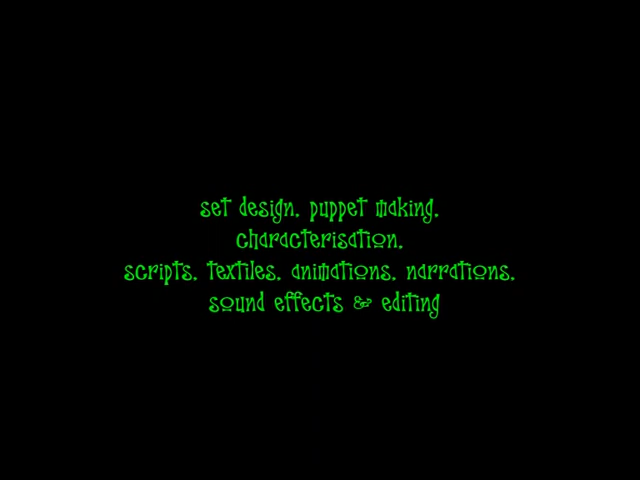 set design, puppet making,
characterisation,
scripts, textiles, animations, narrations,
sound effects & editing